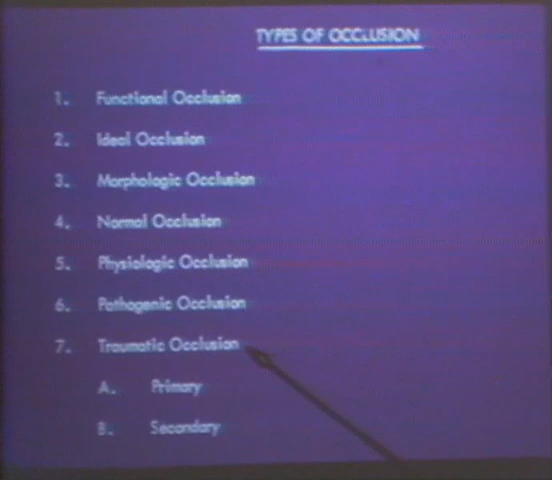 TYPES OF OCCLUSION
1. Functional Occlusion
2. Ideal Occlusion
3. Morphologic Occlusion
4. Normal Occlusion
5. Physiologic Occlusion
6. Pathogenic Occlusion
7. Traumatic Occlusion
A. Primary
B. Secondary